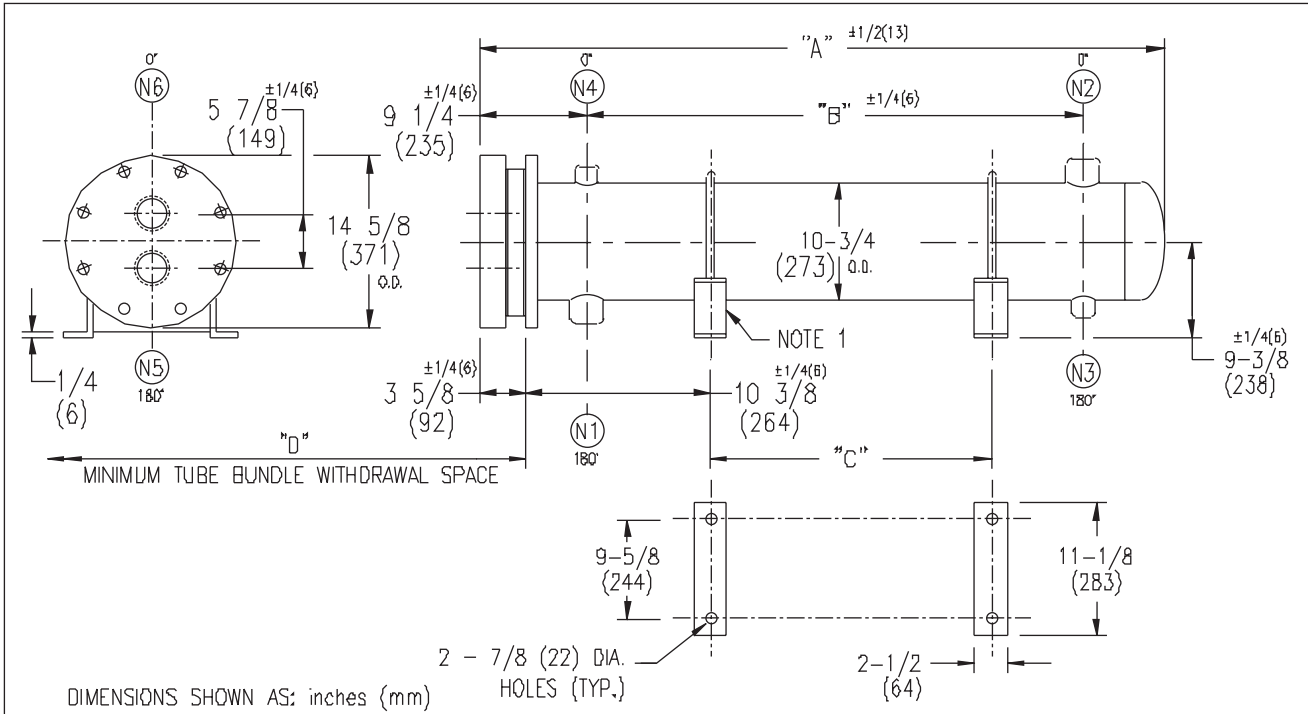 0°
N6
±1/4(6)
5 7/8
(149)
14 5/8
(371)
O.D.
1/4
(6)
N5
180°
"D"
MINIMUM TUBE BUNDLE WITHDRAWAL SPACE
"A" ±1/2(13)
0°
N4
0°
N2
±1/4(6)
9 1/4
(235)
"B" ±1/4(6)
10-3/4
(273) O.D.
NOTE 1
±1/4(6)
3 5/8
(92)
±1/4(6)
10 3/8
(264)
N1
180°
N3
180°
±1/4(6)
9-3/8
(238)
"C"
9-5/8
(244)
11-1/8
(283)
2 - 7/8 (22) DIA.
HOLES (TYP.)
2-1/2
(64)
DIMENSIONS SHOWN AS: inches (mm)